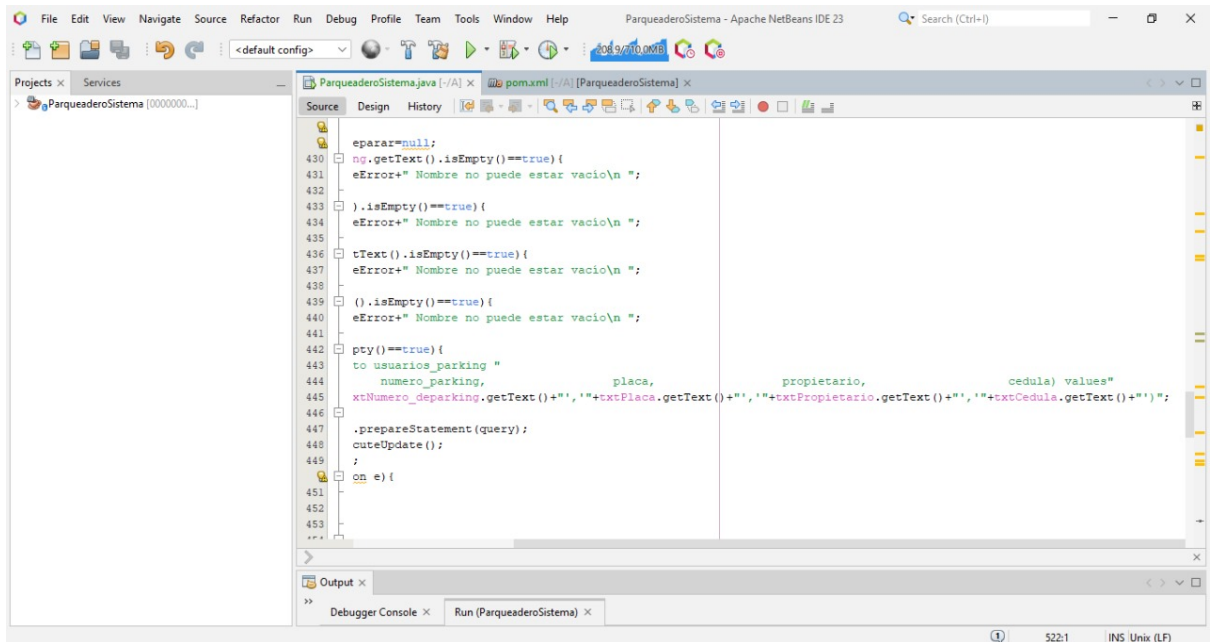 File Edit View Navigate Source Refactor Run Debug Profile Team Tools Window Help ParqueaderoSistema - Apache NetBeans IDE 23 Search (Ctrl+I)
<default config> 208.9/710.0MB
Projects Services
ParqueaderoSistema.java [-/A] pom.xml [-/A] [ParqueaderoSistema]
ParqueaderoSistema [0000000...]
Source Design History
eparar=null;
430 ng.getText().isEmpty()==true){
431 eError+" Nombre no puede estar vacio\n ";
432
433 ).isEmpty()==true){
434 eError+" Nombre no puede estar vacio\n ";
435
436 tText().isEmpty()==true){
437 eError+" Nombre no puede estar vacio\n ";
438
439 ().isEmpty()==true){
440 eError+" Nombre no puede estar vacio\n ";
441
442 pty()==true){
443 to usuarios_parking "
444 numero_parking, placa, propietario, cedula) values"
445 xtNumero_deparking.getText()+"','"+txtPlaca.getText()+"','"+txtPropietario.getText()+"','"+txtCedula.getText()+"')";
446
447 .prepareStatement(query);
448 cuteUpdate();
449 ;
on e){
451
452
453
Output
Debugger Console Run (ParqueaderoSistema)
1 522:1 INS Unix (LF)